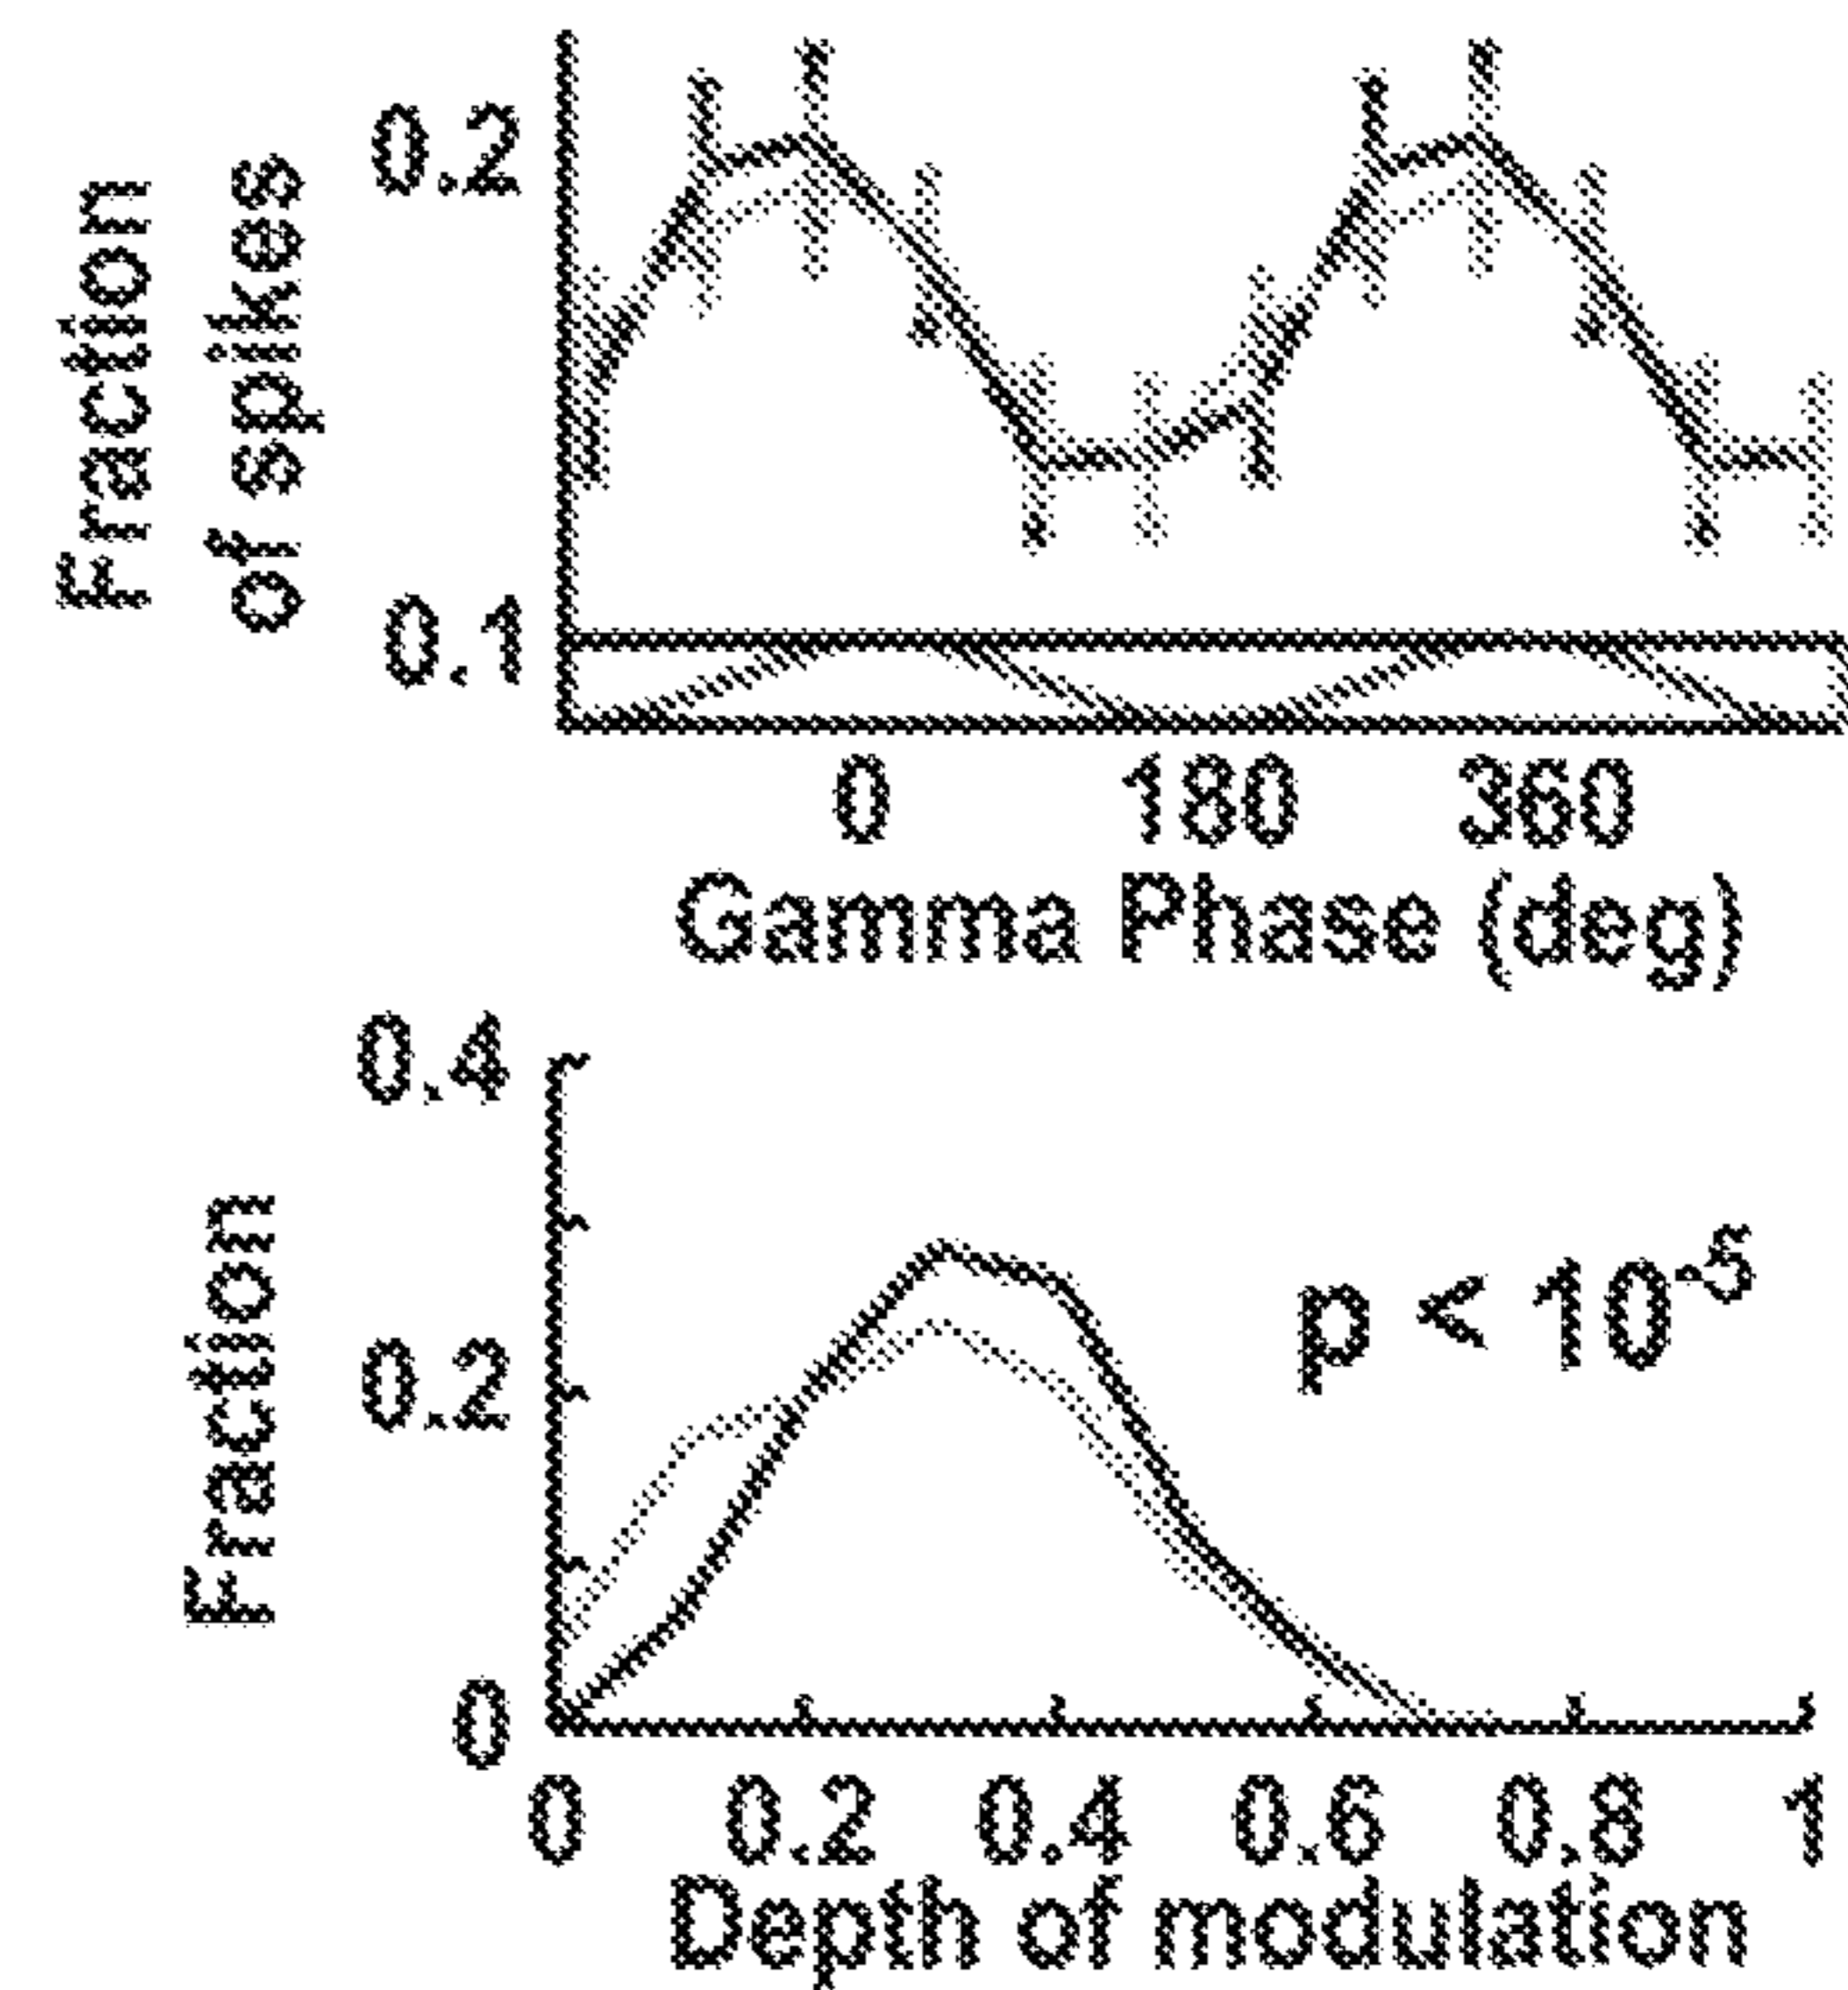 Fraction
of spikes
0.2
0.1
0 180 360
Gamma Phase (deg)
Fraction
0.4
0.2
0
p < 10-5
0 0.2 0.4 0.6 0.8 1
Depth of modulation